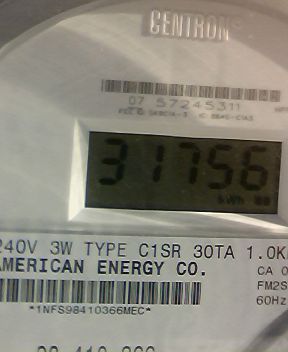 CENTRON
07 57245311
31756
kWh
240V 3W TYPE C1SR 30TA 1.0K
AMERICAN ENERGY CO.
CA 0
FM2S
60Hz
*1NFS98410366MEC*